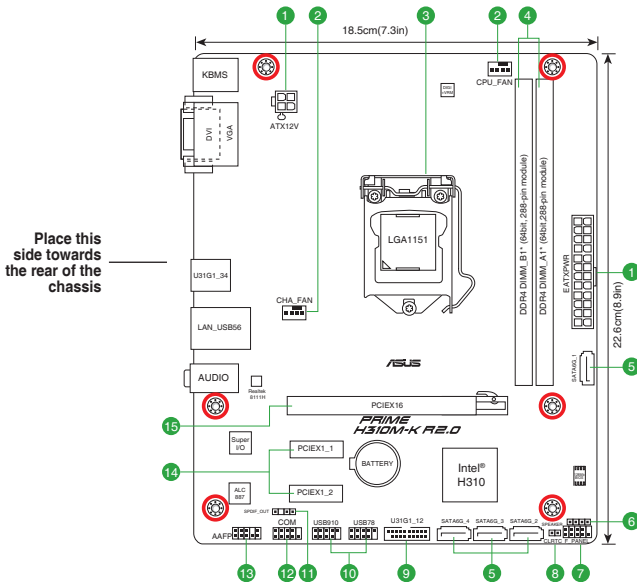 18.5cm(7.3in)
1
2
3
2
4
KBMS
DVI
VGA
ATX12V
CPU_FAN
DIGI
+VRM
LGA1151
DDR4 DIMM_B1* (64bit,288-pin module)
DDR4 DIMM_A1* (64bit,288-pin module)
EATXPWR
1
22.6cm(8.9in)
Place this
side towards
the rear of the
chassis
U31G1_34
CHA_FAN
2
LAN_USB56
SATA6G_1
5
ASUS
AUDIO
Realtek
8111H
15
PCIEX16
PRIME
H310M-K R2.0
Super
I/O
14
PCIEX1_1
BATTERY
Intel®
H310
ALC
887
PCIEX1_2
SPDIF_OUT
AAFP
COM
USB910
USB78
U31G1_12
SATA6G_4
SATA6G_3
SATA6G_2
SPEAKER
CLRTC
F_PANEL
6
13
12
11
10
9
5
8
7